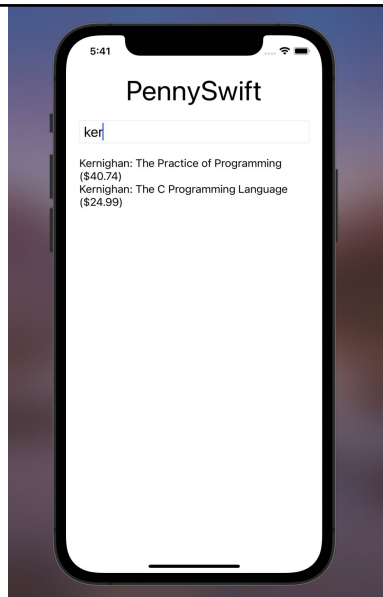 5:41
PennySwift
ker
Kernighan: The Practice of Programming
($40.74)
Kernighan: The C Programming Language
($24.99)